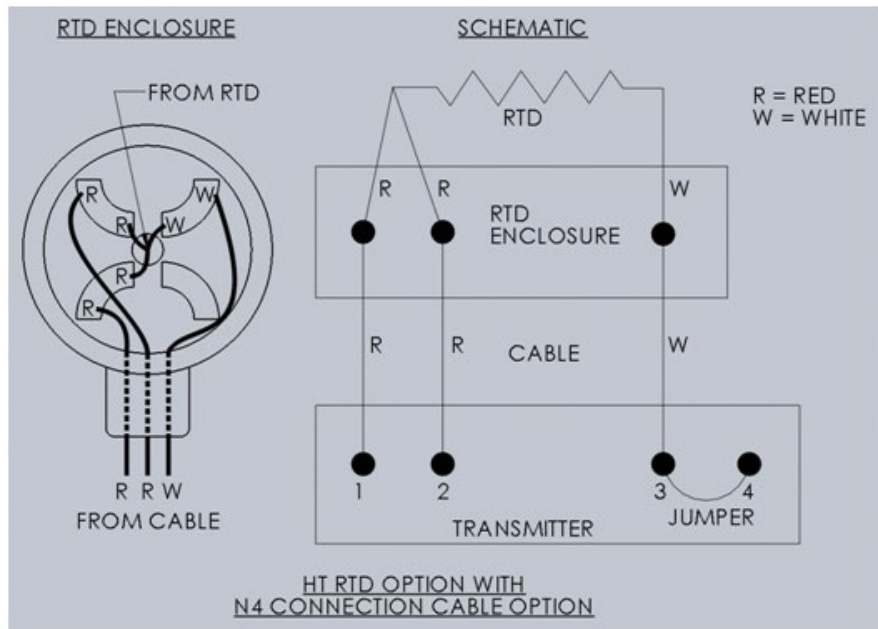 RTD ENCLOSURE
SCHEMATIC
FROM RTD
RTD
R = RED
W = WHITE
R
W
R
W
R
R
R R W
FROM CABLE
R
R
W
RTD
ENCLOSURE
R
R
CABLE
W
1
2
3
4
TRANSMITTER
JUMPER
HT RTD OPTION WITH
N4 CONNECTION CABLE OPTION